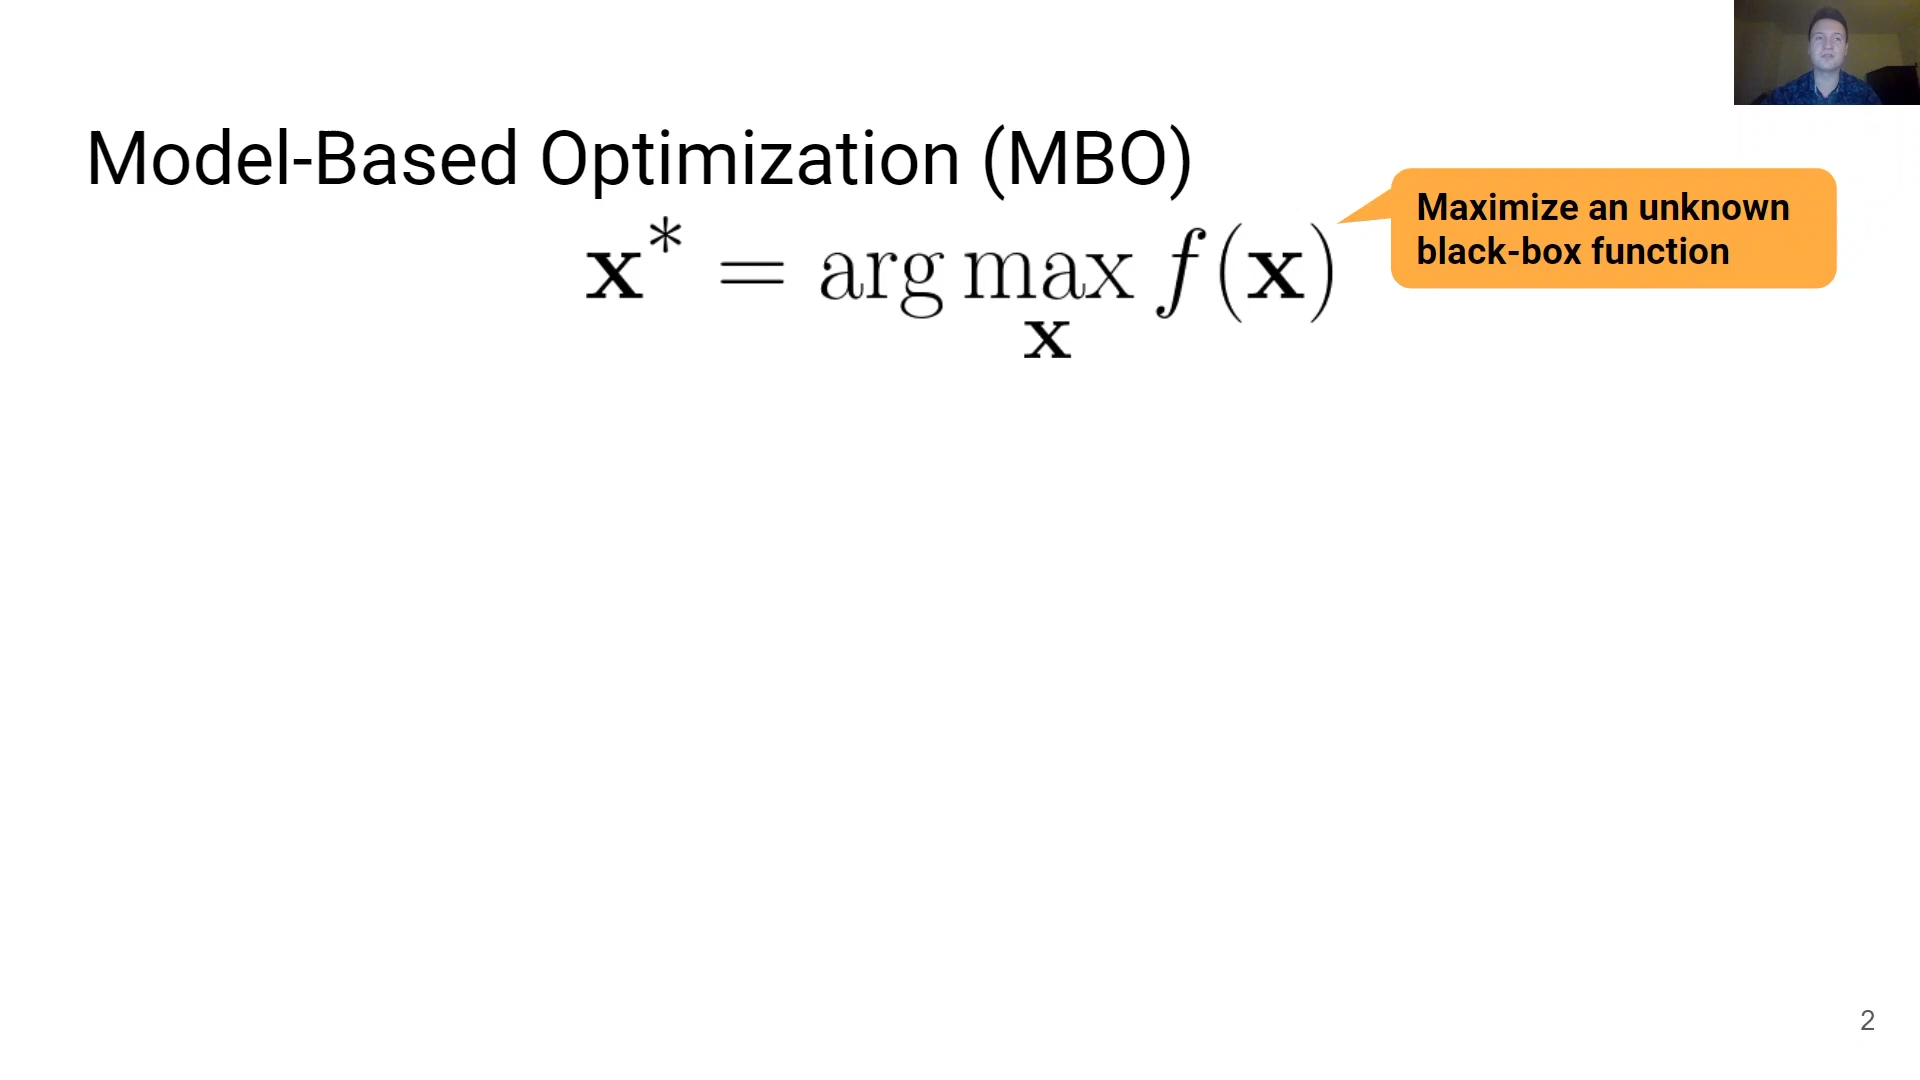 Model-Based Optimization (MBO)
Maximize an unknown
black-box function
x* = arg max f(x)
x
2